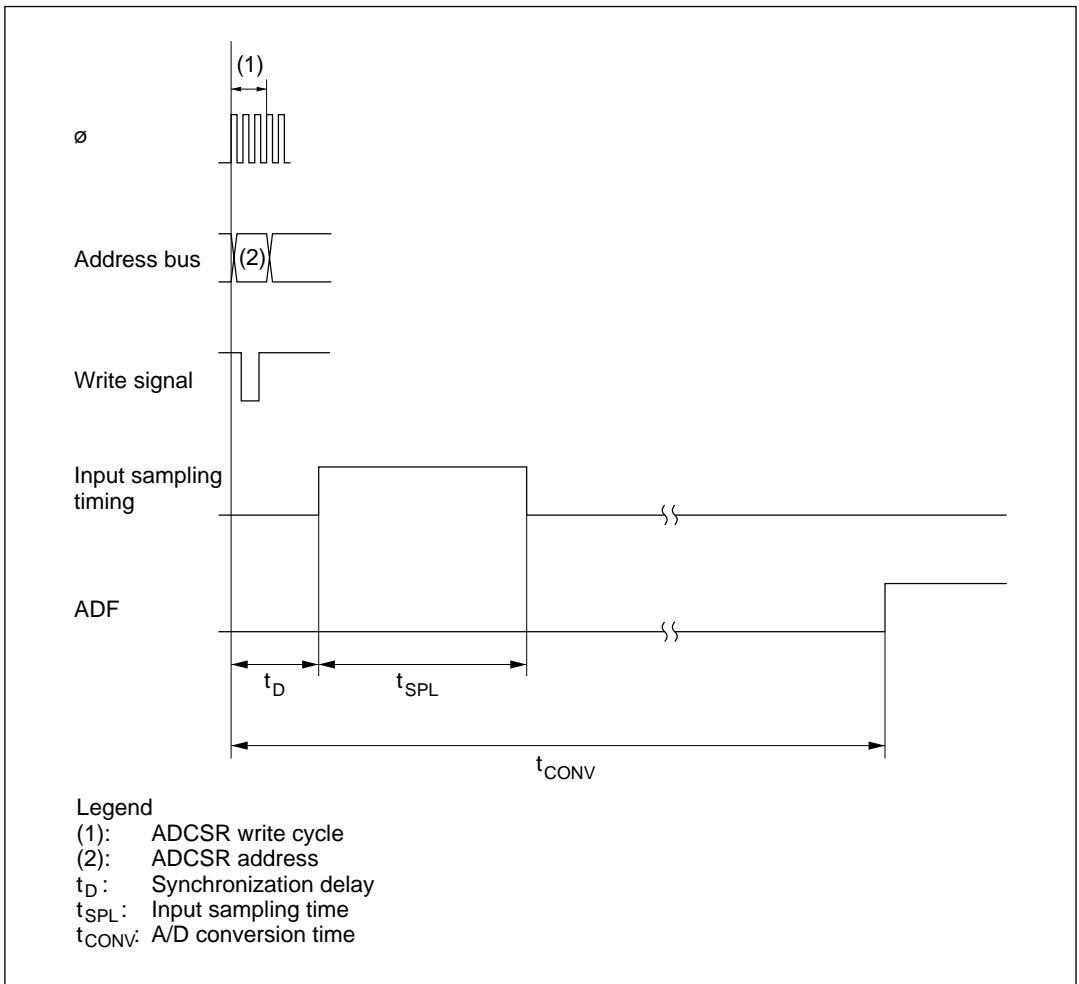 (1)
ø
Address bus
(2)
Write signal
Input sampling
timing
ADF
tD
tSPL
tCONV
Legend
(1): ADCSR write cycle
(2): ADCSR address
tD : Synchronization delay
tSPL : Input sampling time
tCONV: A/D conversion time